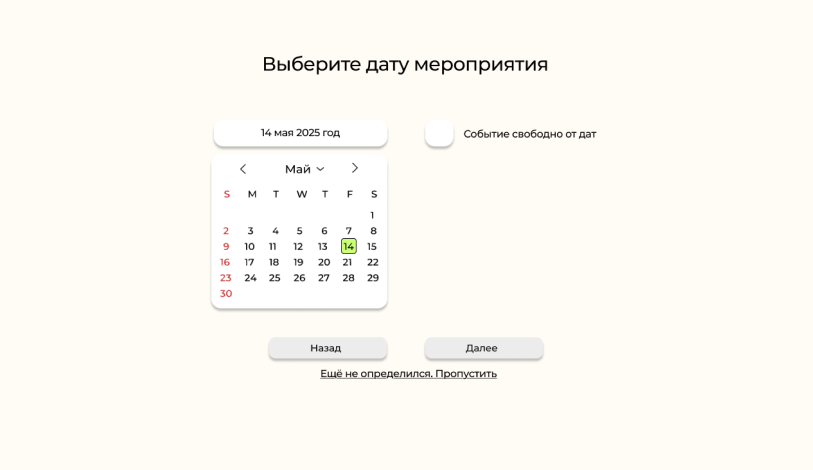 Выберите дату мероприятия
14 мая 2025 год
Событие свободно от дат
Май
S M T W T F S
1
2 3 4 5 6 7 8
9 10 11 12 13 14 15
16 17 18 19 20 21 22
23 24 25 26 27 28 29
30
Назад
Далее
Ещё не определился. Пропустить